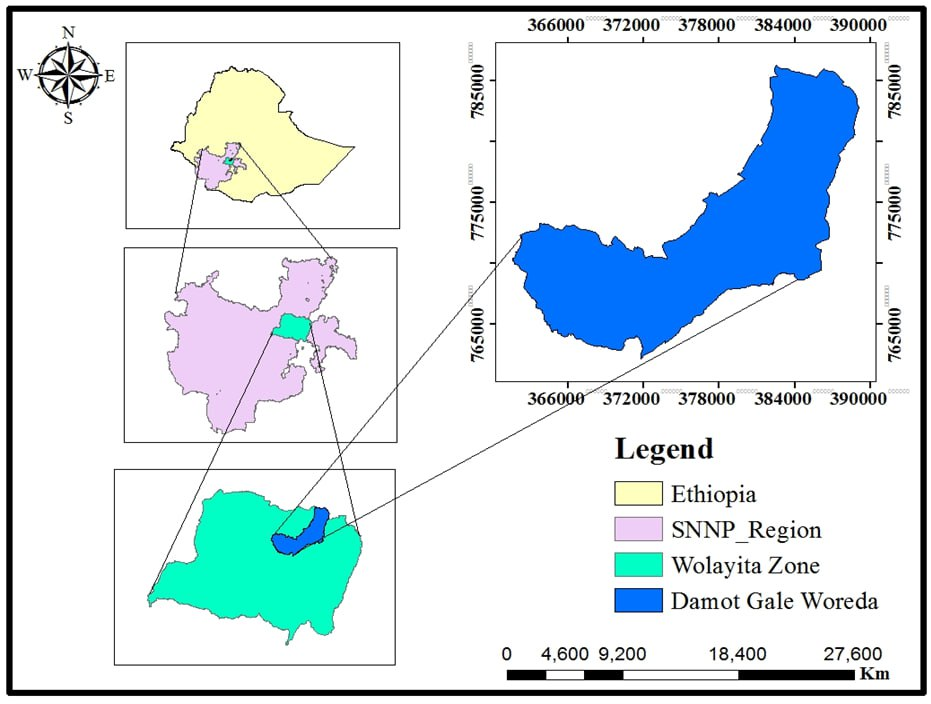 N
W E
S
366000 372000 378000 384000 390000
785000 785000
775000 775000
765000 765000
366000 372000 378000 384000 390000
Legend
Ethiopia
SNNP_Region
Wolayita Zone
Damot Gale Woreda
0 4,600 9,200 18,400 27,600
Km